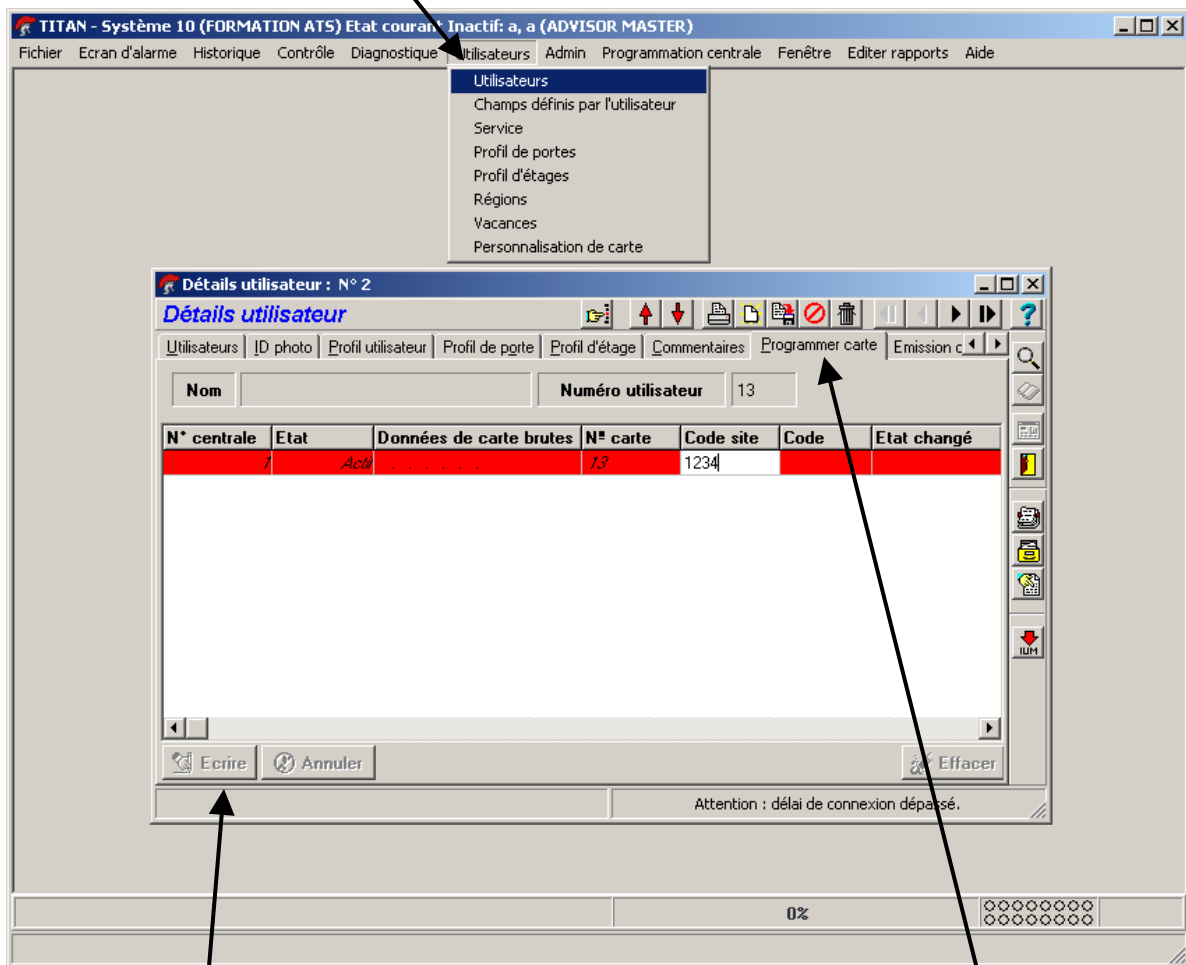 TITAN - Système 10 (FORMATION ATS) Etat courant Inactif: a, a (ADVISOR MASTER)
Fichier Ecran d'alarme Historique Contrôle Diagnostique Utilisateurs Admin Programmation centrale Fenêtre Editer rapports Aide
Utilisateurs
Champs définis par l'utilisateur
Service
Profil de portes
Profil d'étages
Régions
Vacances
Personnalisation de carte
Détails utilisateur : N° 2
Détails utilisateur
Utilisateurs ID photo Profil utilisateur Profil de porte Profil d'étage Commentaires Programmer carte Emission c
Nom Numéro utilisateur 13
N° centrale Etat Données de carte brutes Nº carte Code site Code Etat changé
1 Acti . . . . . . 13 1234
IUM
Ecrire Annuler Effacer
Attention : délai de connexion dépassé.
0%